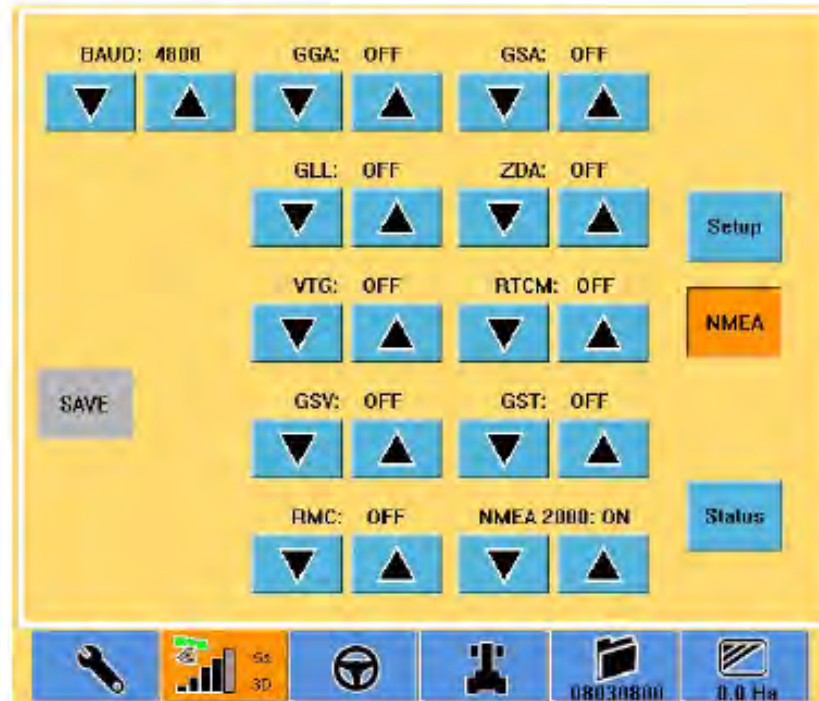 BAUD: 4800
GGA: OFF
GSA: OFF
GLL: OFF
ZDA: OFF
Setup
VTG: OFF
RTCM: OFF
NMEA
SAVE
GSV: OFF
GST: OFF
RMC: OFF
NMEA 2000: ON
Status
3D
08030800
0.0 Ha